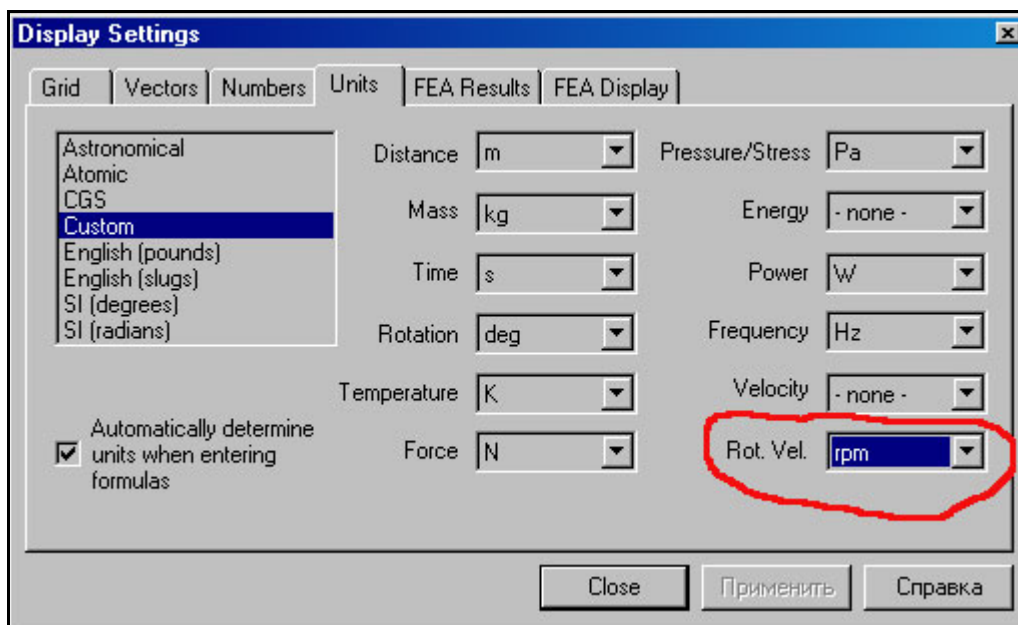 Display Settings
Grid Vectors Numbers Units FEA Results FEA Display
Astronomical
Atomic
CGS
Custom
English (pounds)
English (slugs)
SI (degrees)
SI (radians)
Automatically determine
units when entering
formulas
Distance m
Mass kg
Time s
Rotation deg
Temperature K
Force N
Pressure/Stress Pa
Energy - none -
Power W
Frequency Hz
Velocity - none -
Rot. Vel. rpm
Close Применить Справка